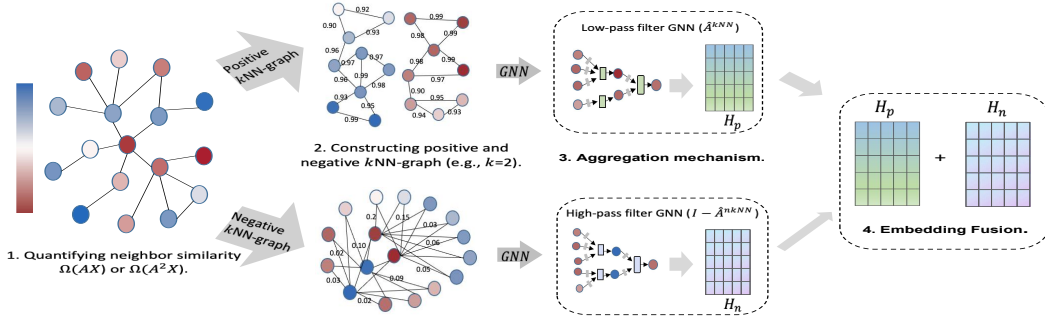 Positive
kNN-graph
0.92
0.96
0.93
0.90
0.97
0.96
0.97
0.99
0.96
0.98
0.93
0.95
0.99
0.99
0.99
0.98
0.99
0.98
0.97
0.90
0.95
0.94
0.93
2. Constructing positive and
negative kNN-graph (e.g., k=2).
GNN
Low-pass filter GNN (Â^{kNN})
H_p
3. Aggregation mechanism.
H_p
H_n
+
4. Embedding Fusion.
1. Quantifying neighbor similarity
Ω(AX) or Ω(A²X).
Negative
kNN-graph
0.2
0.15
0.03
0.10
0.06
0.02
0.03
0.09
0.05
0.02
GNN
High-pass filter GNN (I − Â^{nkNN})
H_n